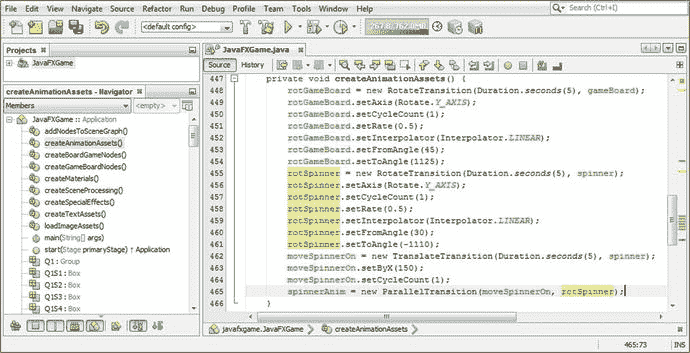 File Edit View Navigate Source Refactor Run Debug Profile Team Tools Window Help
Search (Ctrl+I)
<default config>
Projects
JavaFXGame
createAnimationAssets - Navigator
Members
<empty>
JavaFXGame :: Application
addNodesToSceneGraph()
createAnimationAssets()
createBoardGameNodes()
createGameBoardNodes()
createMaterials()
createSceneProcessing()
createSpecialEffects()
createTextAssets()
loadImageAssets()
main(String[] args)
start(Stage primaryStage) ↑ Application
Q1 : Group
Q1S1 : Box
Q1S2 : Box
Q1S3 : Box
Q1S4 : Box
JavaFXGame.java
Source History
447 private void createAnimationAssets() {
448 rotGameBoard = new RotateTransition(Duration.seconds(5), gameBoard);
449 rotGameBoard.setAxis(Rotate.Y_AXIS);
450 rotGameBoard.setCycleCount(1);
451 rotGameBoard.setRate(0.5);
452 rotGameBoard.setInterpolator(Interpolator.LINEAR);
453 rotGameBoard.setFromAngle(45);
454 rotGameBoard.setToAngle(1125);
455 rotSpinner = new RotateTransition(Duration.seconds(5), spinner);
456 rotSpinner.setAxis(Rotate.Y_AXIS);
457 rotSpinner.setCycleCount(1);
458 rotSpinner.setRate(0.5);
459 rotSpinner.setInterpolator(Interpolator.LINEAR);
460 rotSpinner.setFromAngle(30);
461 rotSpinner.setToAngle(-1110);
462 moveSpinnerOn = new TranslateTransition(Duration.seconds(5), spinner);
463 moveSpinnerOn.setByX(150);
464 moveSpinnerOn.setCycleCount(1);
465 spinnerAnim = new ParallelTransition(moveSpinnerOn, rotSpinner);
466 }
javafxgame.JavaFXGame
createAnimationAssets
465:73
INS